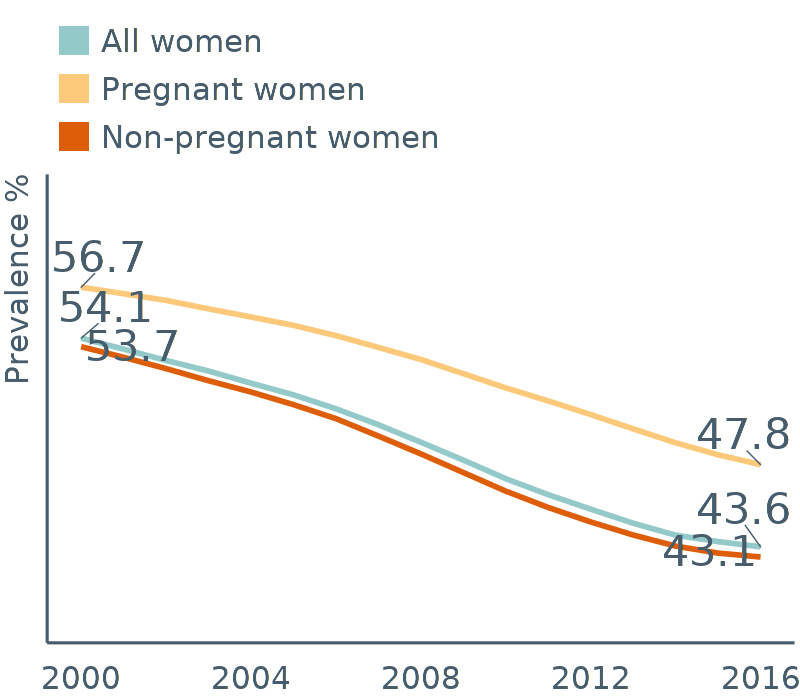 All women
Pregnant women
Non-pregnant women
Prevalence %
56.7
54.1
53.7
47.8
43.6
43.1
2000 2004 2008 2012 2016